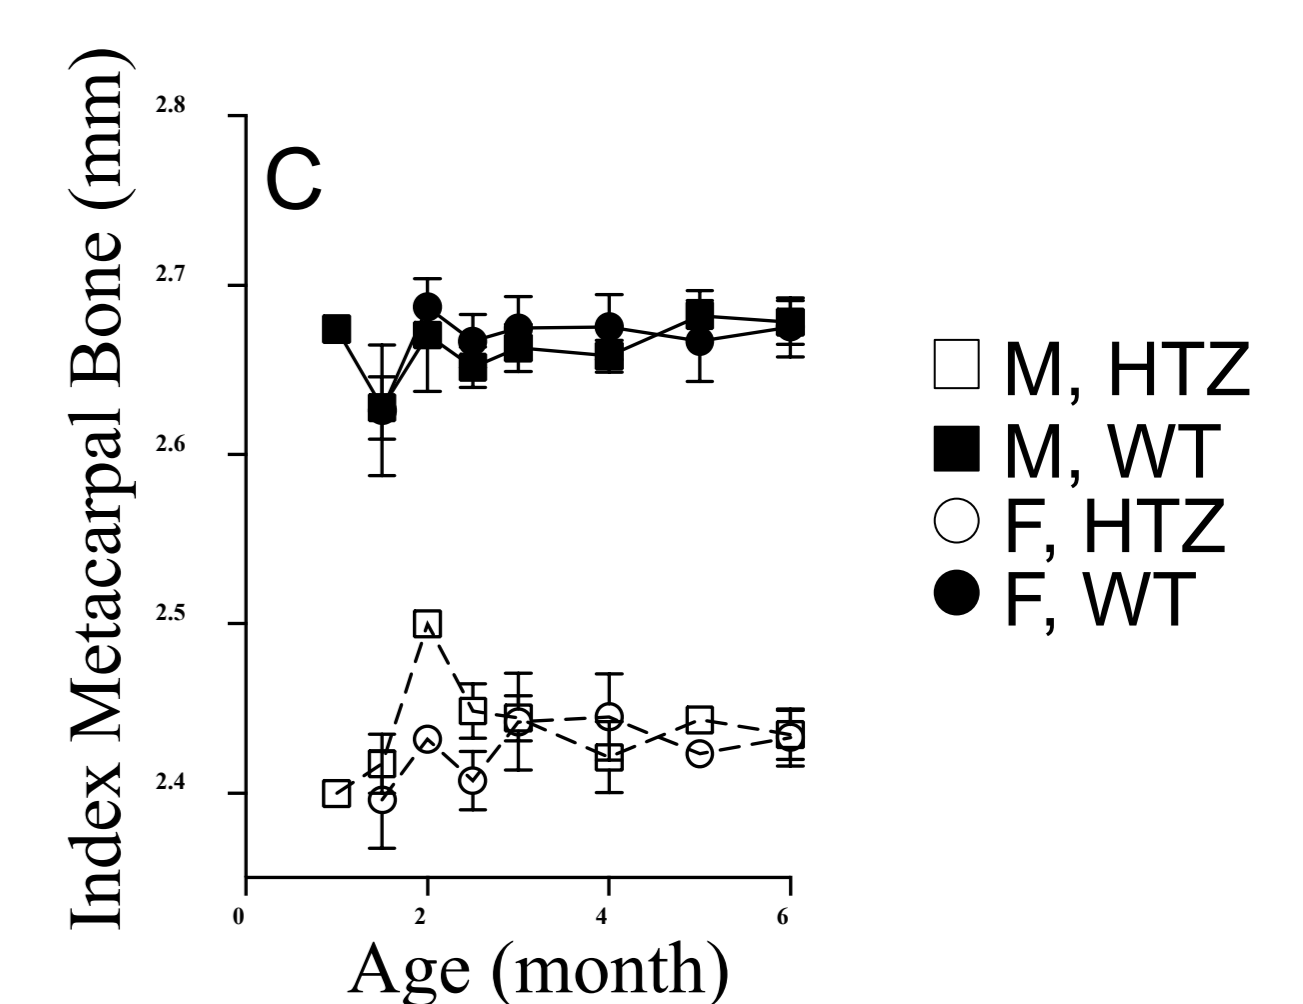 Index Metacarpal Bone (mm)
2.8
2.7
2.6
2.5
2.4
C
0 2 4 6
Age (month)
M, HTZ
M, WT
F, HTZ
F, WT